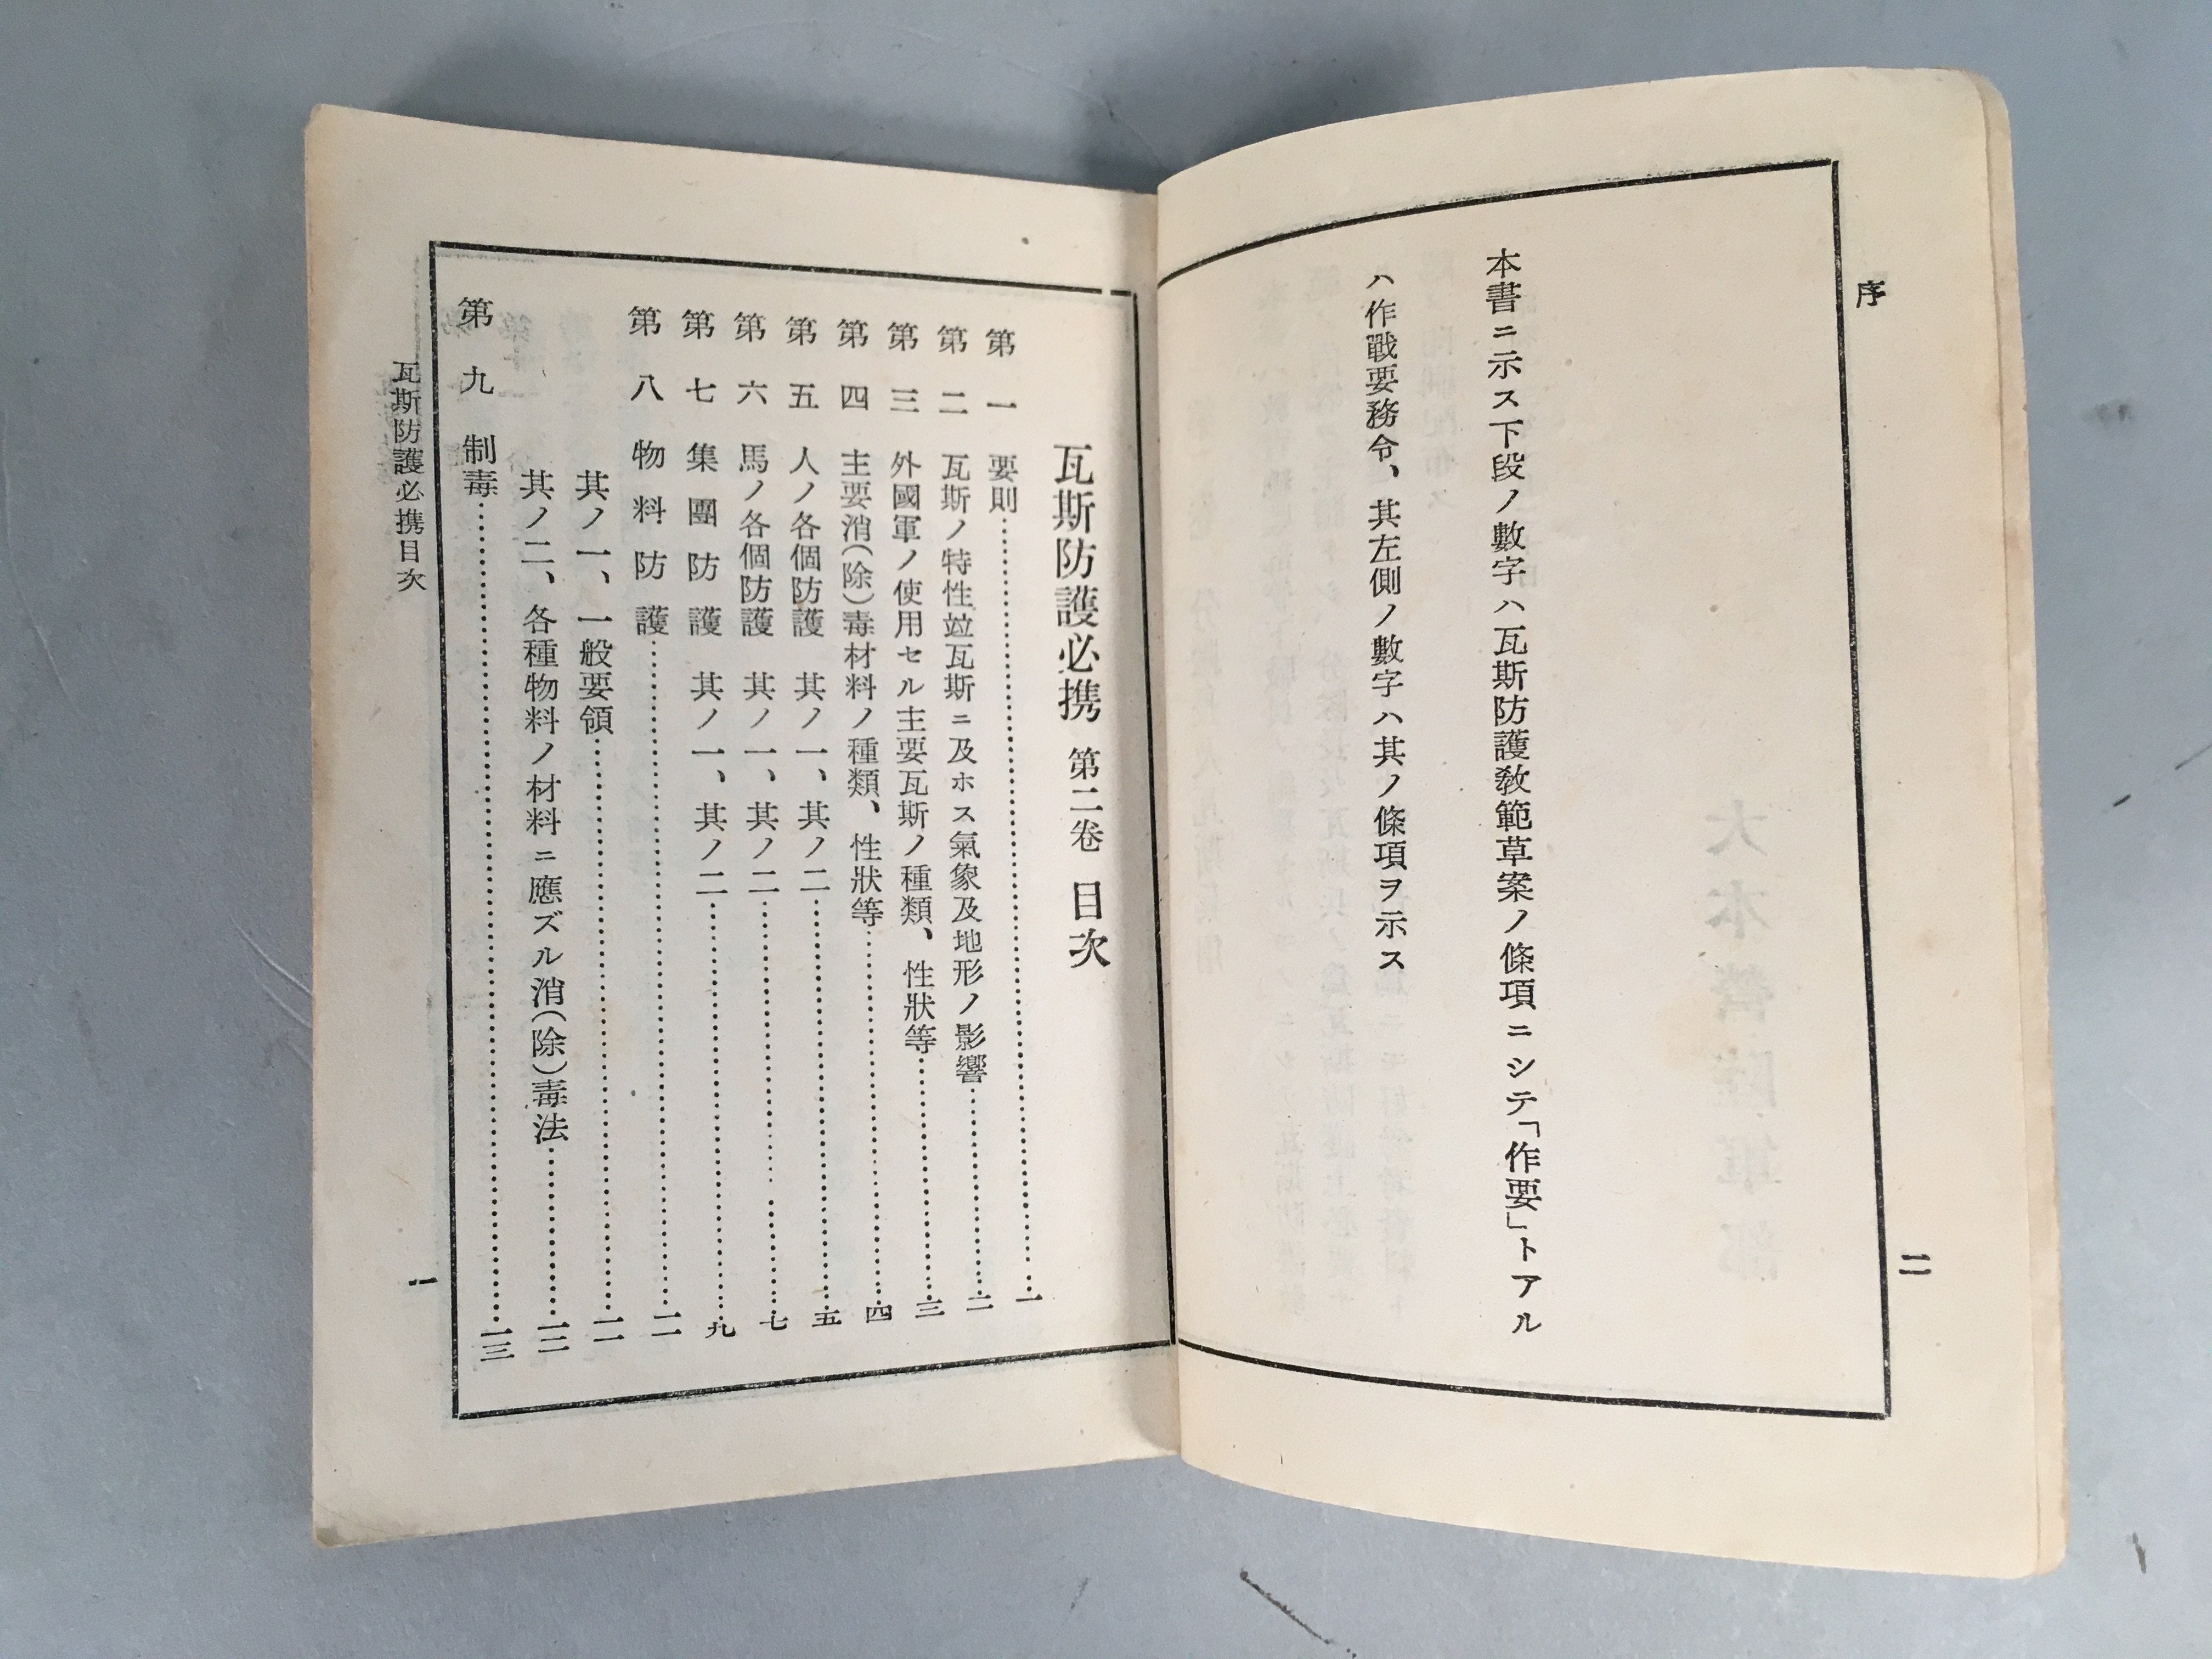 序
本書ニ示ス下段ノ數字ハ瓦斯防護敎範草案ノ條項ニシテ「作要」トアル
ハ作戰要務令、其左側ノ數字ハ其ノ條項ヲ示ス
二
瓦斯防護必携 第二卷 目次
第一 要則……一
第二 瓦斯ノ特性竝瓦斯ニ及ホス氣象及地形ノ影響……二
第三 外國軍ノ使用セル主要瓦斯ノ種類、性狀等……三
第四 主要消(除)毒材料ノ種類、性狀等……四
第五 人ノ各個防護 其ノ一、其ノ二……五
第六 馬ノ各個防護 其ノ一、其ノ二……七
第七 集團防護 其ノ一、其ノ二……九
第八 物料防護……一一
其ノ一、一般要領……一一
其ノ二、各種物料ノ材料ニ應ズル消(除)毒法……一二
第九 制毒……一三
瓦斯防護必携目次
一